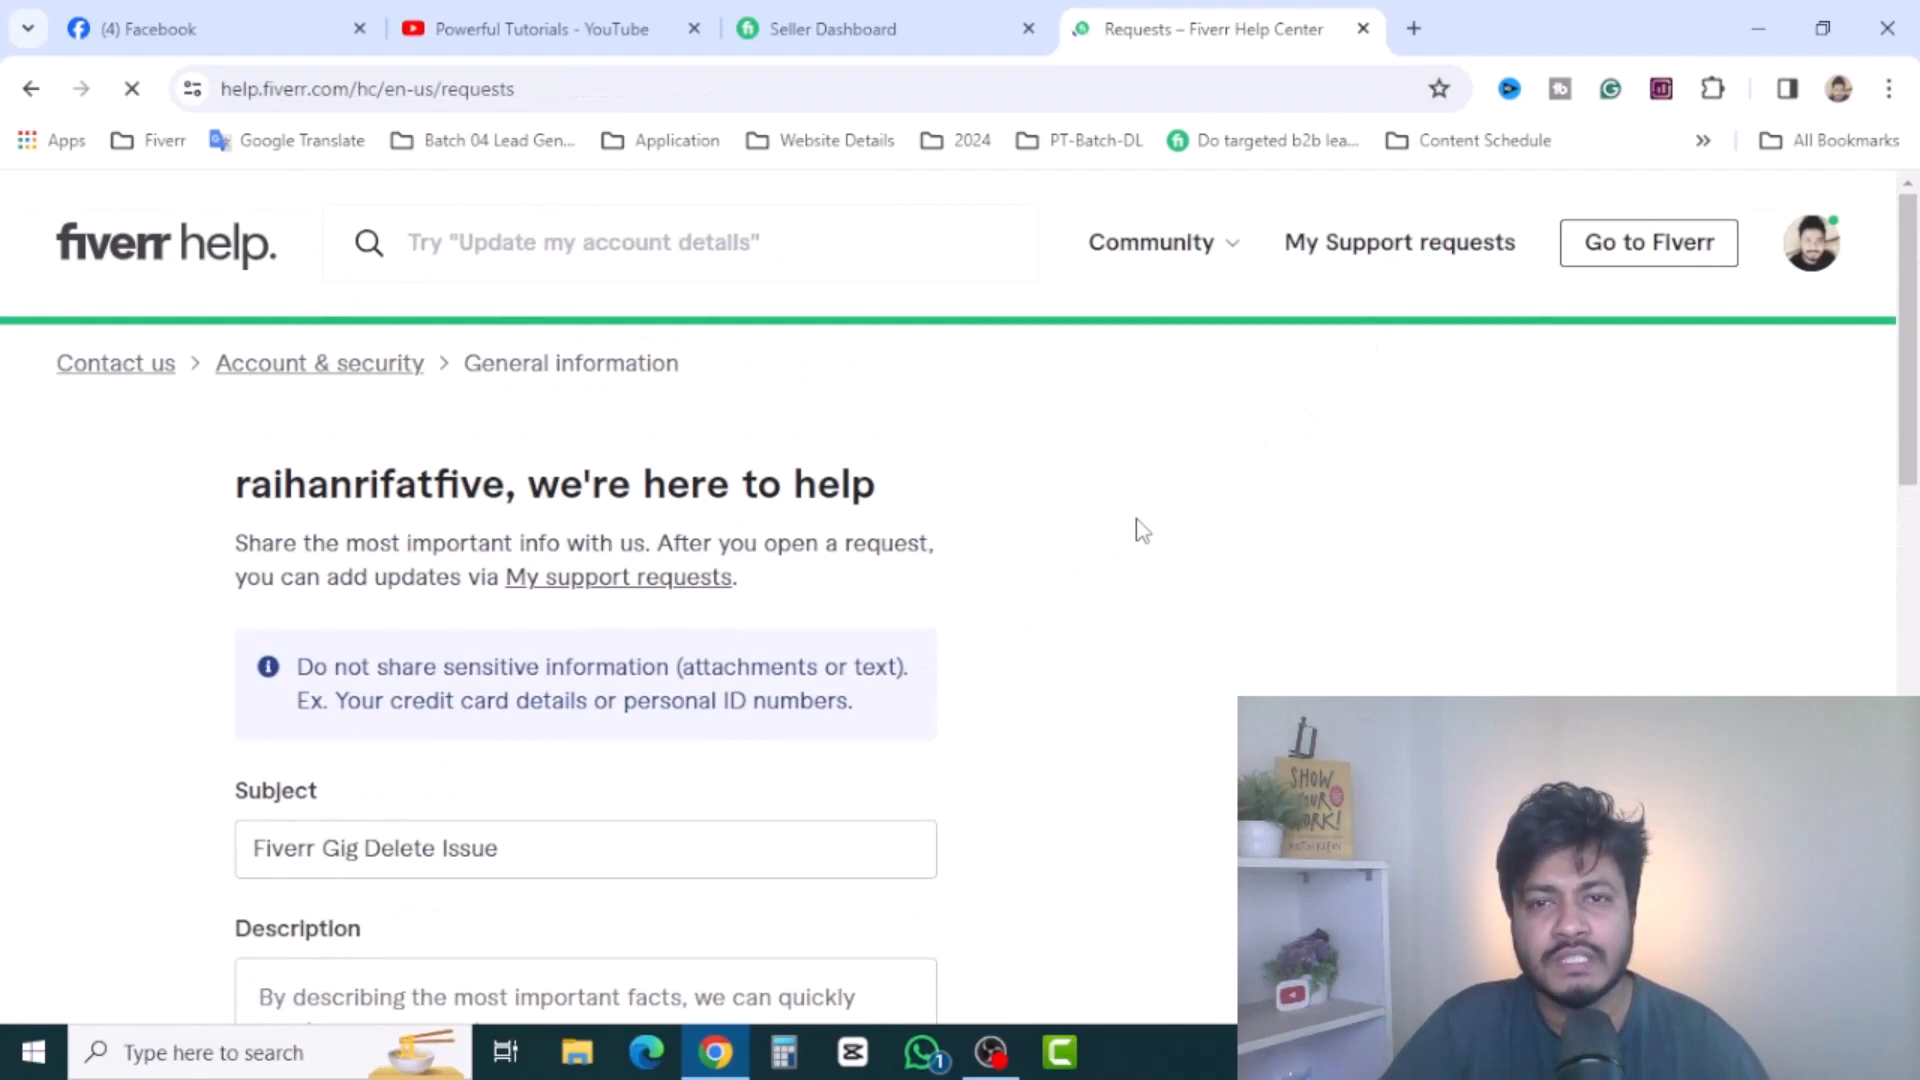 (4) Facebook
Powerful Tutorials - YouTube
Seller Dashboard
Requests – Fiverr Help Center
help.fiverr.com/hc/en-us/requests
Apps
Fiverr
Google Translate
Batch 04 Lead Gen...
Application
Website Details
2024
PT-Batch-DL
Do targeted b2b lea...
Content Schedule
All Bookmarks
fiverr help.
Try "Update my account details"
Community
My Support requests
Go to Fiverr
Contact us > Account & security > General information
raihanrifatfive, we're here to help
Share the most important info with us. After you open a request,
you can add updates via My support requests.
Do not share sensitive information (attachments or text).
Ex. Your credit card details or personal ID numbers.
Subject
Fiverr Gig Delete Issue
Description
By describing the most important facts, we can quickly
SHOW
YOUR
WORK!
Type here to search
1